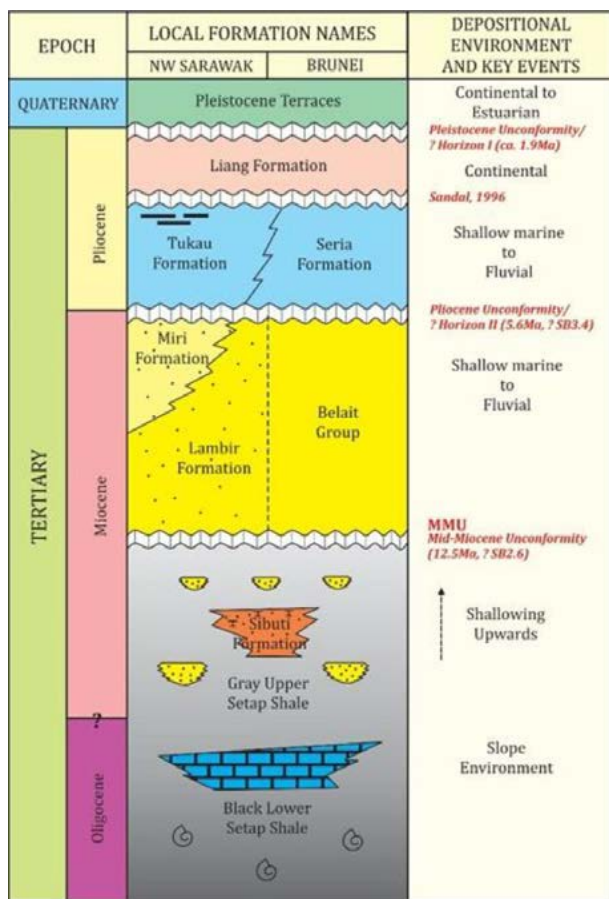 EPOCH
LOCAL FORMATION NAMES
NW SARAWAK
BRUNEI
DEPOSITIONAL
ENVIRONMENT
AND KEY EVENTS
QUATERNARY
Pleistocene Terraces
Continental to
Estuarian
Pleistocene Unconformity/
? Horizon I (ca. 1.9Ma)
TERTIARY
Pliocene
Liang Formation
Continental
Sandal, 1996
Tukau
Formation
Seria
Formation
Shallow marine
to
Fluvial
Pliocene Unconformity/
? Horizon II (5.6Ma, ? SB3.4)
Miocene
Miri
Formation
Lambir
Formation
Belait
Group
Shallow marine
to
Fluvial
MMU
Mid-Miocene Unconformity
(12.5Ma, ? SB2.6)
Sibuti
Formation
Gray Upper
Setap Shale
Shallowing
Upwards
?
Oligocene
Black Lower
Setap Shale
Slope
Environment